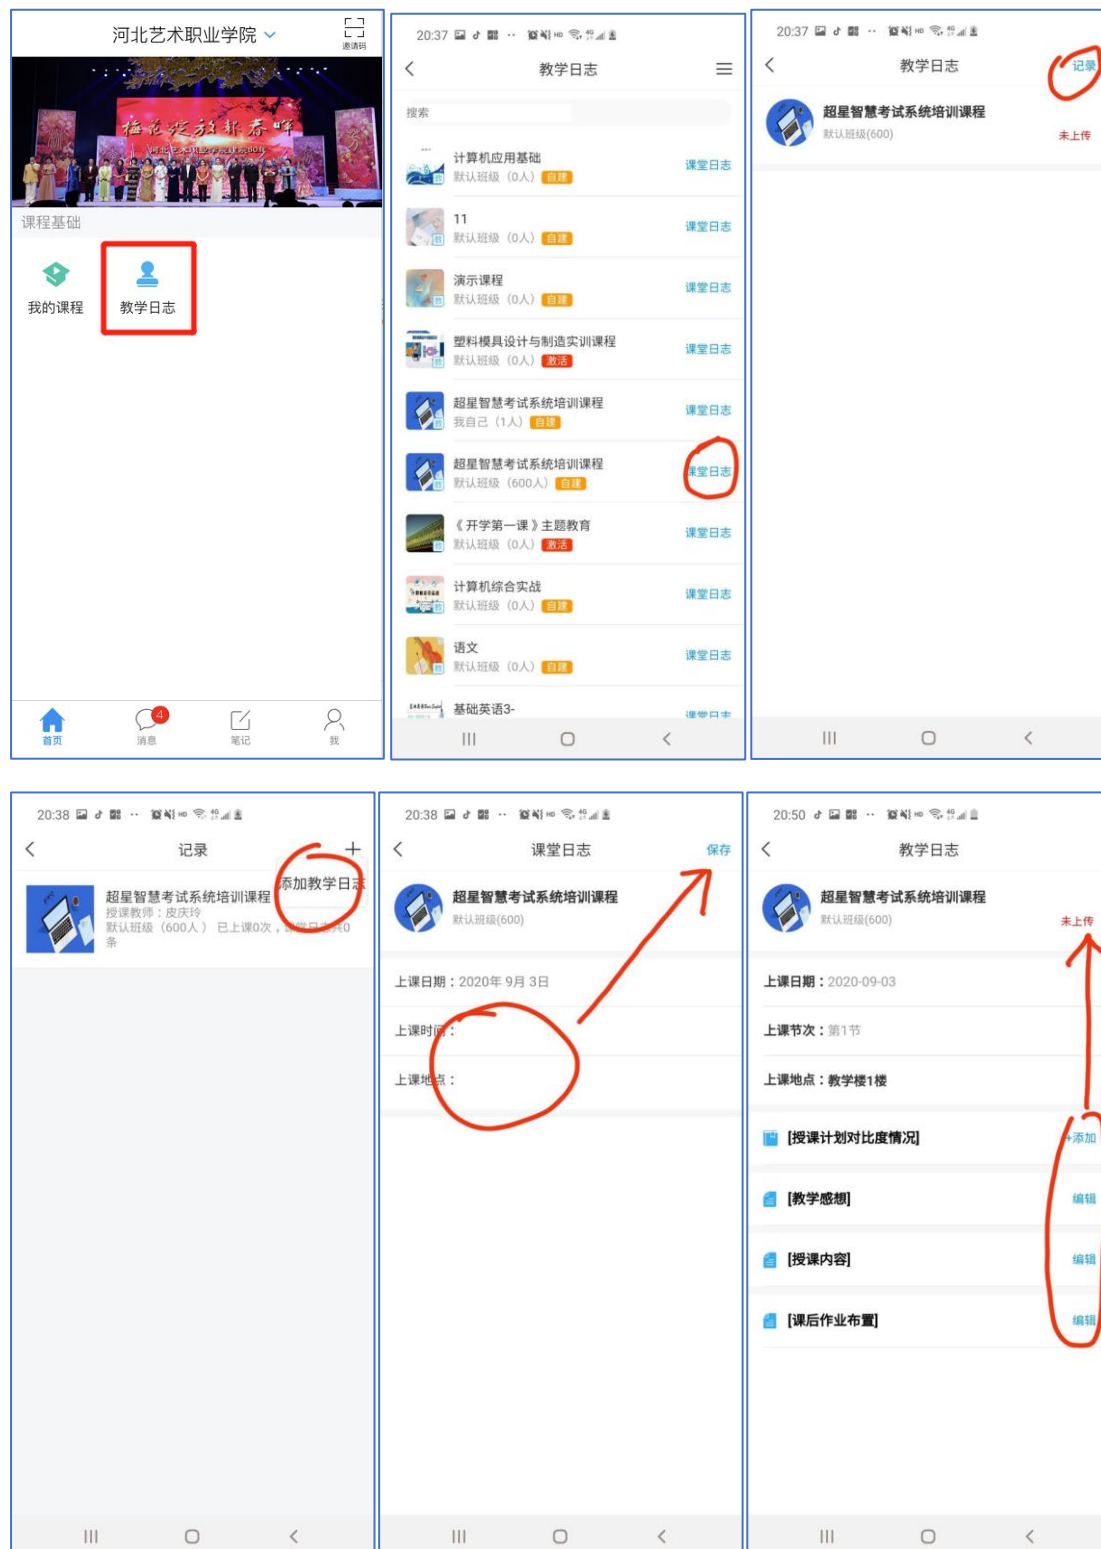 河北艺术职业学院
邀请码
梅花绽放报春晖
课程基础
我的课程
教学日志
首页
4
消息
笔记
我
20:37
HD
4G
教学日志
搜索
计算机应用基础
默认班级（0人） 自建
课堂日志
11
默认班级（0人） 自建
课堂日志
演示课程
默认班级（0人） 自建
课堂日志
塑料模具设计与制造实训课程
默认班级（0人） 激活
课堂日志
超星智慧考试系统培训课程
我自己（1人） 自建
课堂日志
超星智慧考试系统培训课程
默认班级（600人） 自建
课堂日志
《开学第一课》主题教育
默认班级（0人） 激活
课堂日志
计算机综合实战
默认班级（0人） 自建
课堂日志
语文
默认班级（0人） 自建
课堂日志
基础英语3-
课堂日志
20:37
HD
4G
教学日志
记录
超星智慧考试系统培训课程
默认班级(600)
未上传
20:38
HD
4G
记录
添加教学日志
超星智慧考试系统培训课程
授课教师：皮庆玲
默认班级（600人） 已上课0次，课堂日志共0
条
20:38
HD
4G
课堂日志
保存
超星智慧考试系统培训课程
默认班级(600)
上课日期：2020年 9月 3日
上课时间：
上课地点：
20:50
HD
4G
教学日志
超星智慧考试系统培训课程
默认班级(600)
未上传
上课日期：2020-09-03
上课节次：第1节
上课地点：教学楼1楼
[授课计划对比度情况]
+添加
[教学感想]
编辑
[授课内容]
编辑
[课后作业布置]
编辑